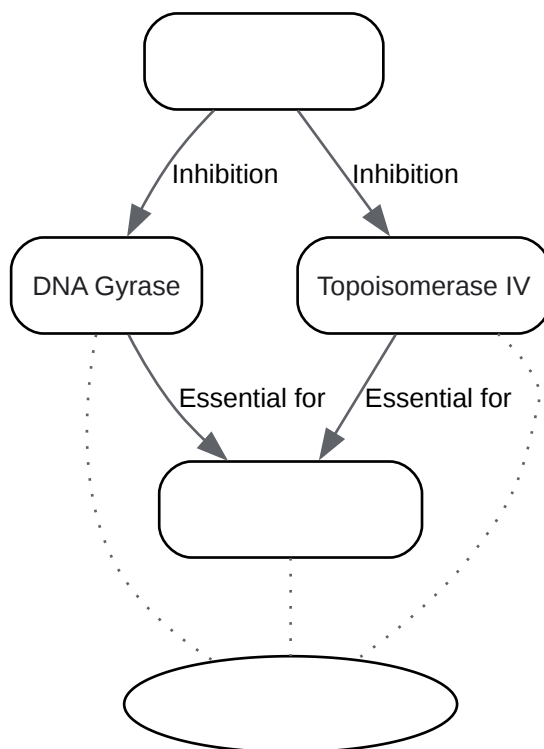 Inhibition
Inhibition
DNA Gyrase
Topoisomerase IV
Essential for
Essential for